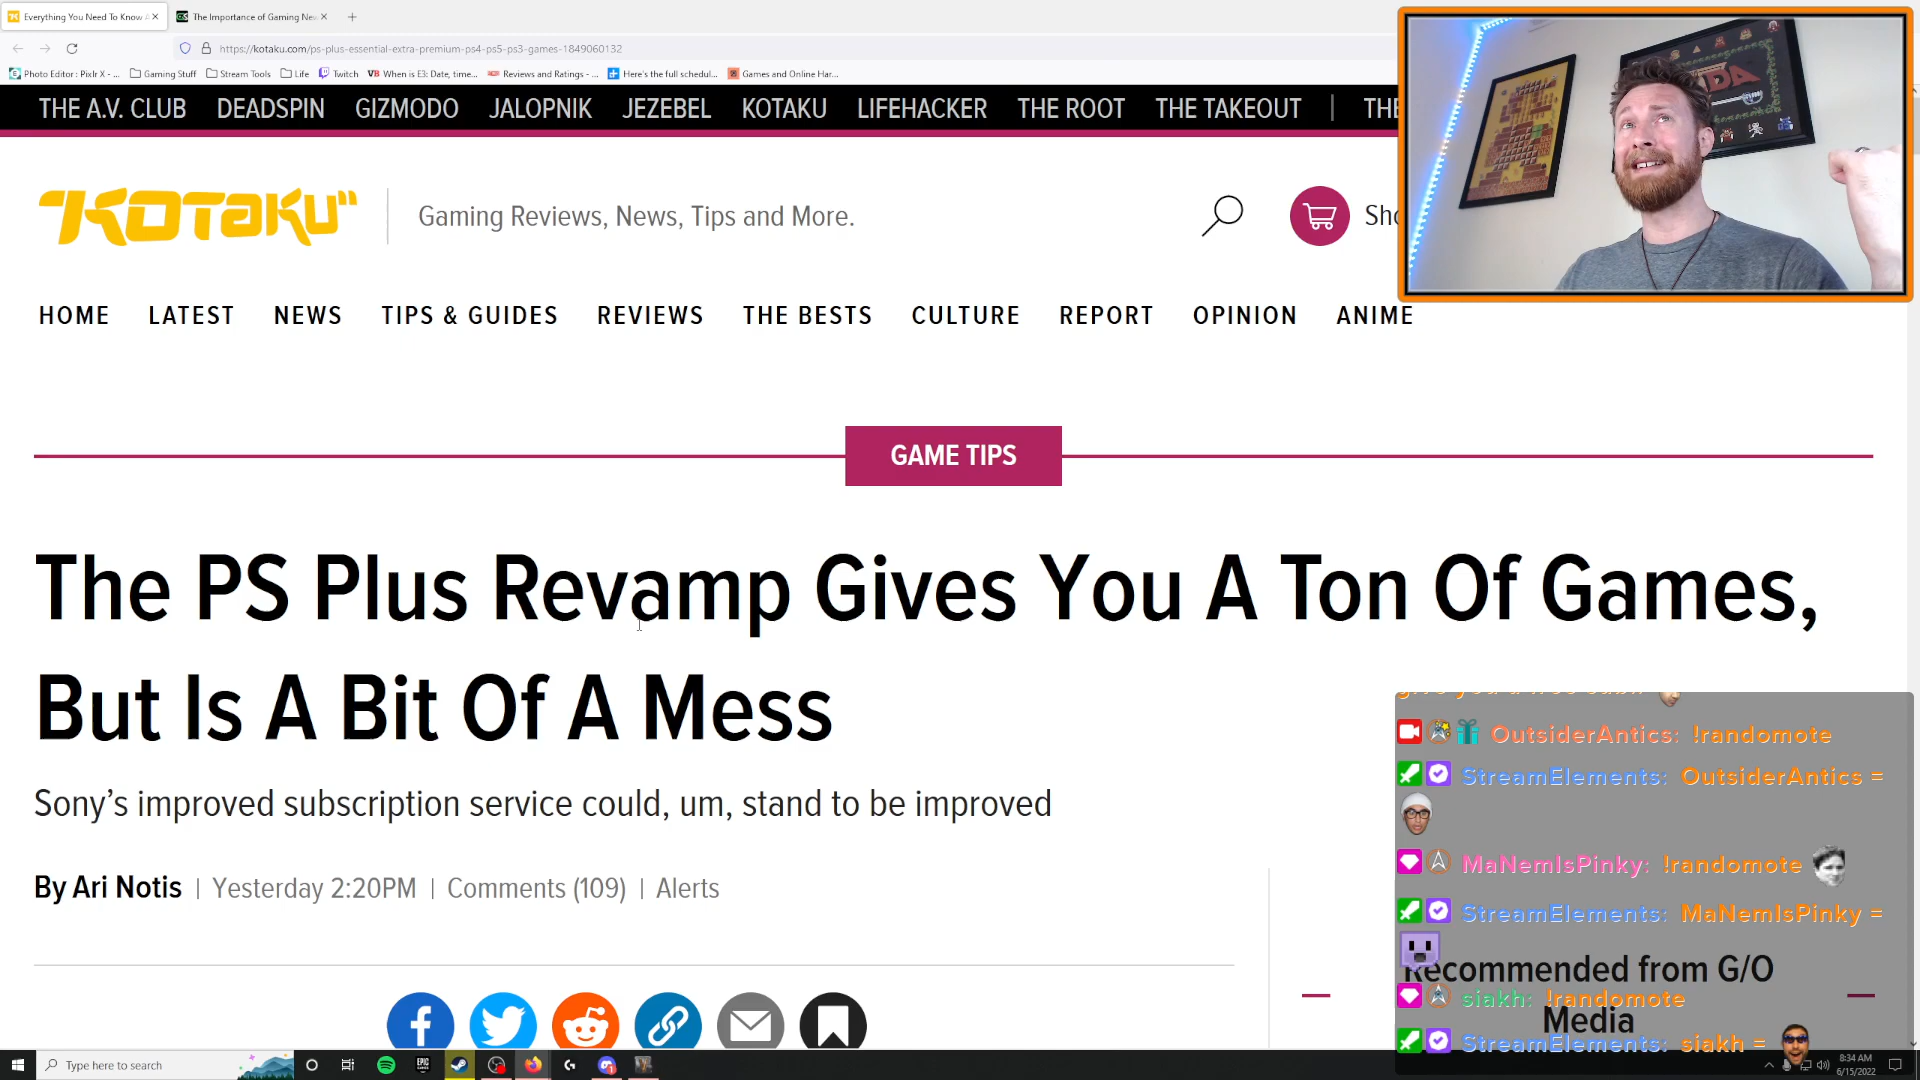 Everything You Need To Know
The Importance of Gaming New
https://kotaku.com/ps-plus-essential-extra-premium-ps4-ps5-ps3-games-1849060132
Photo Editor : Pixlr X - ... Gaming Stuff Stream Tools Life Twitch When is E3: Date, time... Reviews and Ratings - ... Here's the full schedul... Games and Online Har...
THE A.V. CLUB DEADSPIN GIZMODO JALOPNIK JEZEBEL KOTAKU LIFEHACKER THE ROOT THE TAKEOUT | THE
KOTAKU
Gaming Reviews, News, Tips and More.
HOME LATEST NEWS TIPS & GUIDES REVIEWS THE BESTS CULTURE REPORT OPINION ANIME
GAME TIPS
The PS Plus Revamp Gives You A Ton Of Games,
But Is A Bit Of A Mess
Sony's improved subscription service could, um, stand to be improved
By Ari Notis | Yesterday 2:20PM | Comments (109) | Alerts
OutsiderAntics: !randomote
StreamElements: OutsiderAntics =
MaNemIsPinky: !randomote
StreamElements: MaNemIsPinky =
Recommended from G/O
siakh: !randomote
Media
StreamElements: siakh =
Type here to search
8:34 AM
6/15/2022